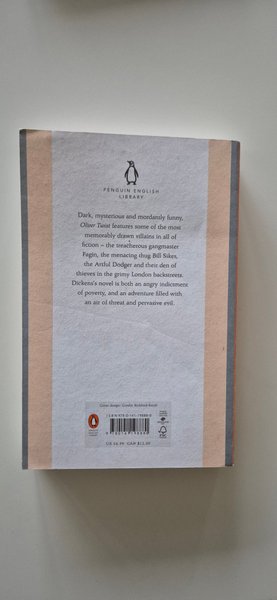 PENGUIN ENGLISH
LIBRARY
Dark, mysterious and mordantly funny,
Oliver Twist features some of the most
memorably drawn villains in all of
fiction – the treacherous gangmaster
Fagin, the menacing thug Bill Sikes,
the Artful Dodger and their den of
thieves in the grimy London backstreets.
Dickens's novel is both an angry indictment
of poverty, and an adventure filled with
an air of threat and pervasive evil.
Cover design:
FSC